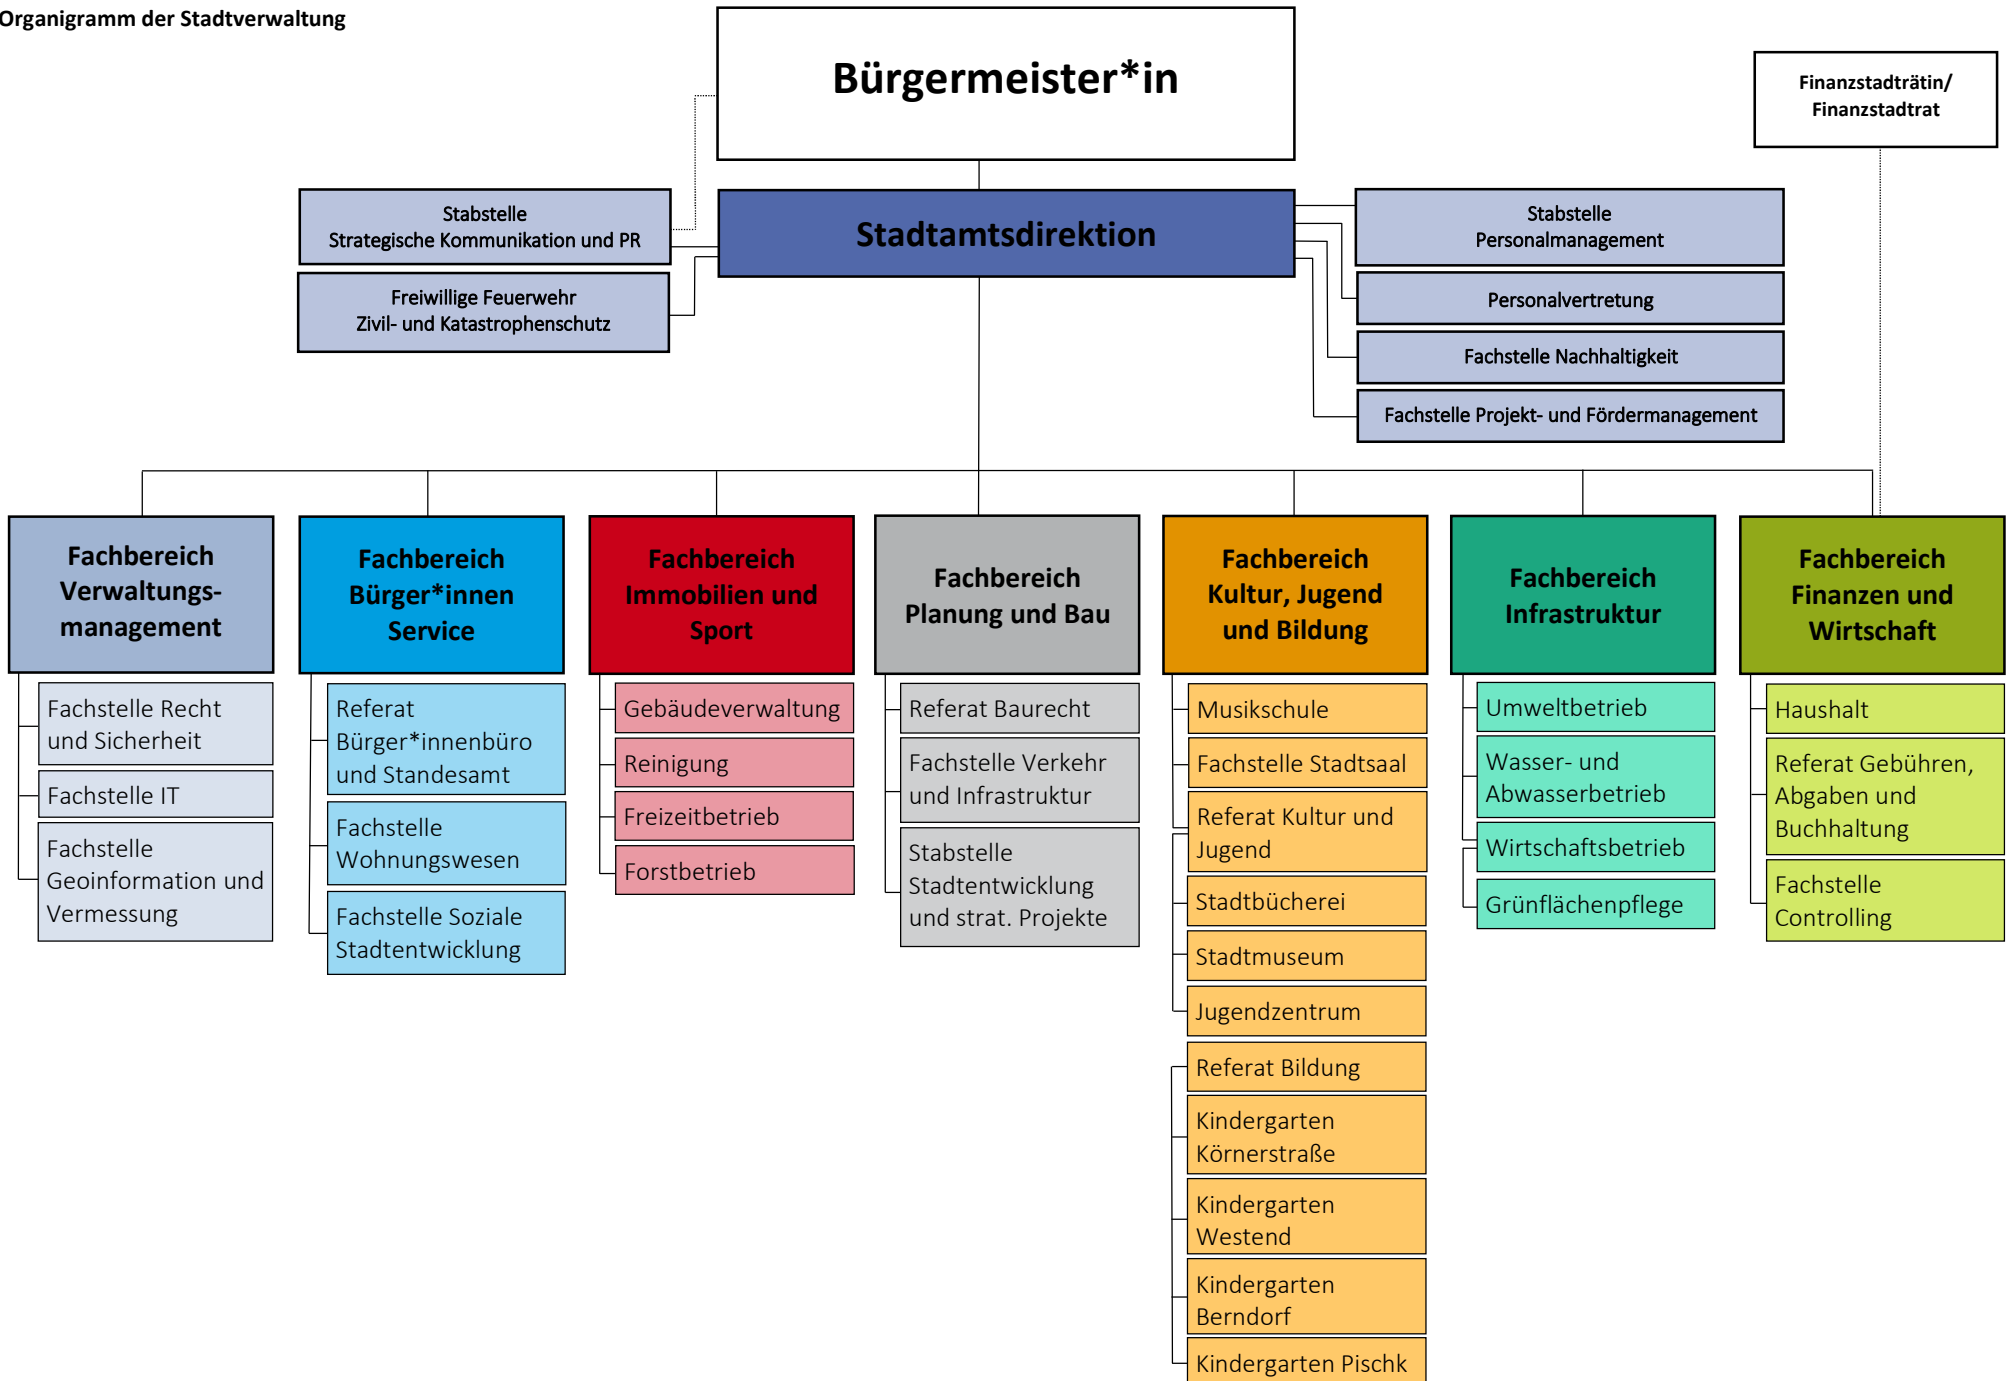 Organigramm der Stadtverwaltung
Bürgermeister*in
Finanzstadträtin/
Finanzstadtrat
Stabstelle
Strategische Kommunikation und PR
Freiwillige Feuerwehr
Zivil- und Katastrophenschutz
Stadtamtsdirektion
Stabstelle
Personalmanagement
Personalvertretung
Fachstelle Nachhaltigkeit
Fachstelle Projekt- und Fördermanagement
Fachbereich
Verwaltungs-
management
Fachstelle Recht
und Sicherheit
Fachstelle IT
Fachstelle
Geoinformation und
Vermessung
Fachbereich
Bürger*innen
Service
Referat
Bürger*innenbüro
und Standesamt
Fachstelle
Wohnungswesen
Fachstelle Soziale
Stadtentwicklung
Fachbereich
Immobilien und
Sport
Gebäudeverwaltung
Reinigung
Freizeitbetrieb
Forstbetrieb
Fachbereich
Planung und Bau
Referat Baurecht
Fachstelle Verkehr
und Infrastruktur
Stabstelle
Stadtentwicklung
und strat. Projekte
Fachbereich
Kultur, Jugend
und Bildung
Musikschule
Fachstelle Stadtsaal
Referat Kultur und
Jugend
Stadtbücherei
Stadtmuseum
Jugendzentrum
Referat Bildung
Kindergarten
Körnerstraße
Kindergarten
Westend
Kindergarten
Berndorf
Kindergarten Pischk
Fachbereich
Infrastruktur
Umweltbetrieb
Wasser- und
Abwasserbetrieb
Wirtschaftsbetrieb
Grünflächenpflege
Fachbereich
Finanzen und
Wirtschaft
Haushalt
Referat Gebühren,
Abgaben und
Buchhaltung
Fachstelle
Controlling